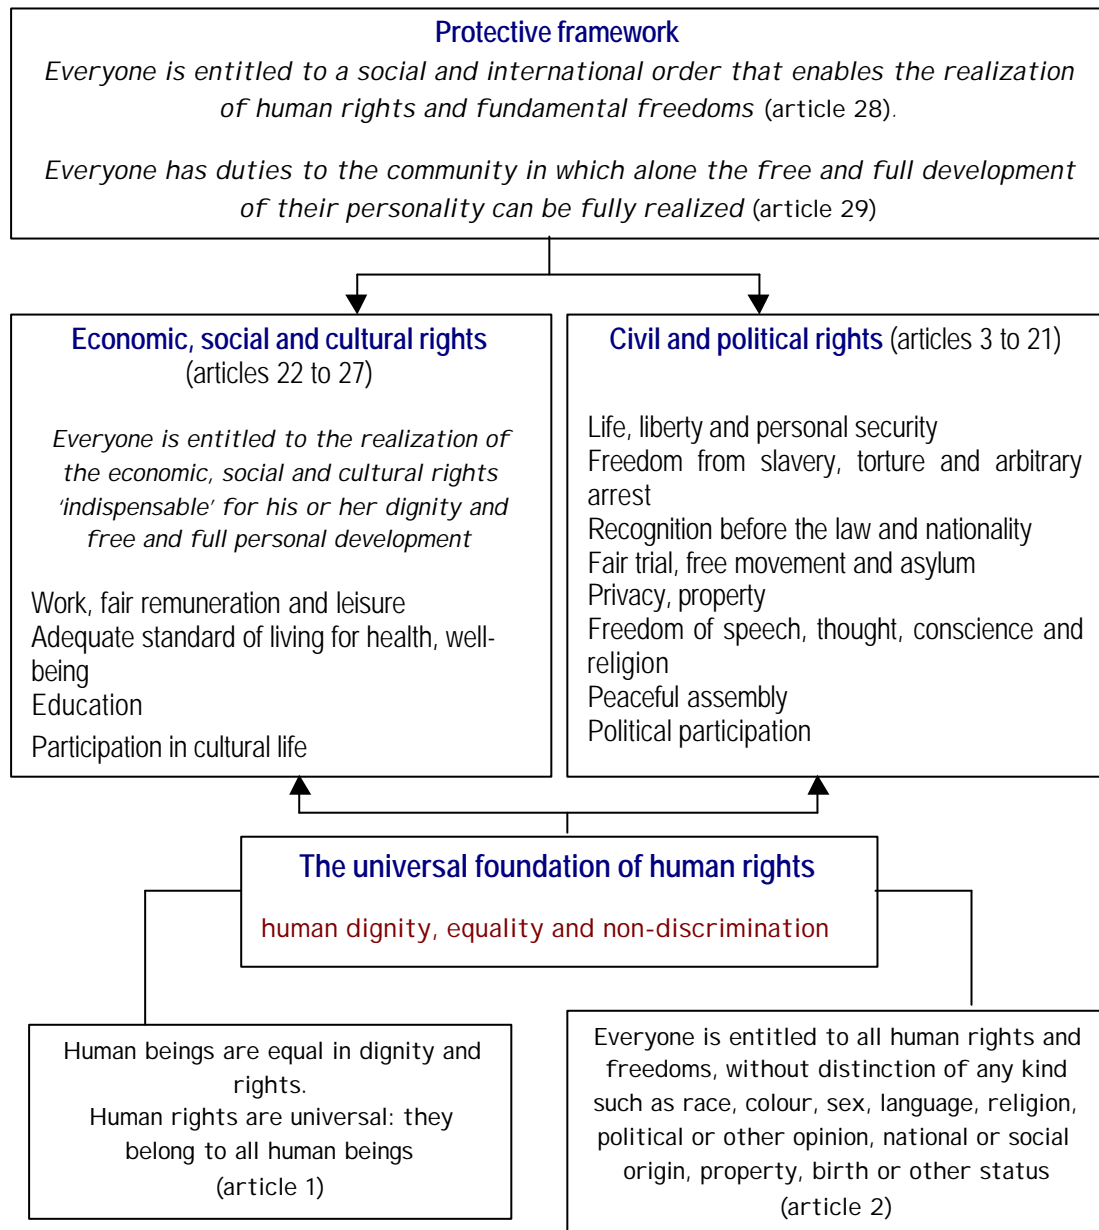 Protective framework
Everyone is entitled to a social and international order that enables the realization
of human rights and fundamental freedoms (article 28).
Everyone has duties to the community in which alone the free and full development
of their personality can be fully realized (article 29)
Economic, social and cultural rights
(articles 22 to 27)
Everyone is entitled to the realization of
the economic, social and cultural rights
‘indispensable’ for his or her dignity and
free and full personal development
Work, fair remuneration and leisure
Adequate standard of living for health, well-
being
Education
Participation in cultural life
Civil and political rights (articles 3 to 21)
Life, liberty and personal security
Freedom from slavery, torture and arbitrary
arrest
Recognition before the law and nationality
Fair trial, free movement and asylum
Privacy, property
Freedom of speech, thought, conscience and
religion
Peaceful assembly
Political participation
The universal foundation of human rights
human dignity, equality and non-discrimination
Human beings are equal in dignity and
rights.
Human rights are universal: they
belong to all human beings
(article 1)
Everyone is entitled to all human rights and
freedoms, without distinction of any kind
such as race, colour, sex, language, religion,
political or other opinion, national or social
origin, property, birth or other status
(article 2)